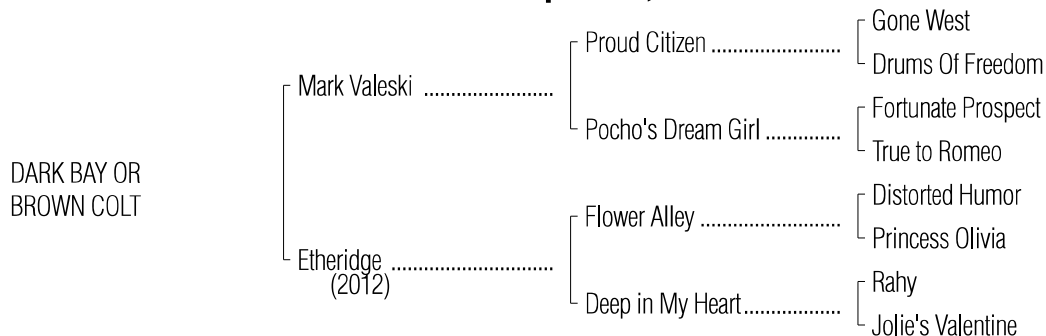 Gone West
Proud Citizen
Drums Of Freedom
Mark Valeski
Fortunate Prospect
Pocho's Dream Girl
True to Romeo
DARK BAY OR
BROWN COLT
Distorted Humor
Flower Alley
Princess Olivia
Etheridge
(2012)
Rahy
Deep in My Heart
Jolie's Valentine